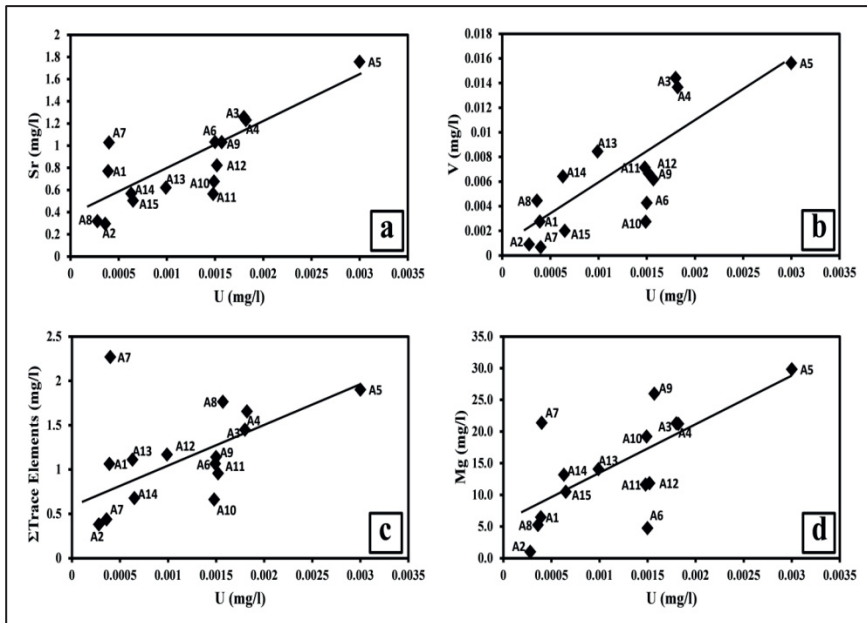 2
1.8
1.6
1.4
1.2
1
0.8
0.6
0.4
0.2
0
Sr (mg/l)
A5
A3
A4
A6
A9
A7
A1
A12
A10
A11
A13
A14
A15
A8
A2
a
0 0.0005 0.001 0.0015 0.002 0.0025 0.003 0.0035
U (mg/l)
0.018
0.016
0.014
0.012
0.01
0.008
0.006
0.004
0.002
0
V (mg/l)
A5
A3
A4
A13
A11
A12
A9
A14
A8
A6
A1
A10
A15
A2
A7
b
0 0.0005 0.001 0.0015 0.002 0.0025 0.003 0.0035
U (mg/l)
2.5
2
1.5
1
0.5
0
ΣTrace Elements (mg/l)
A7
A5
A8
A4
A3
A12
A13
A1
A9
A6
A11
A14
A10
A7
A2
c
0 0.0005 0.001 0.0015 0.002 0.0025 0.003 0.0035
U (mg/l)
40.0
35.0
30.0
25.0
20.0
15.0
10.0
5.0
0.0
Mg (mg/l)
A5
A9
A7
A3
A4
A10
A13
A14
A11
A12
A15
A1
A8
A6
A2
d
0 0.0005 0.001 0.0015 0.002 0.0025 0.003 0.0035
U (mg/l)